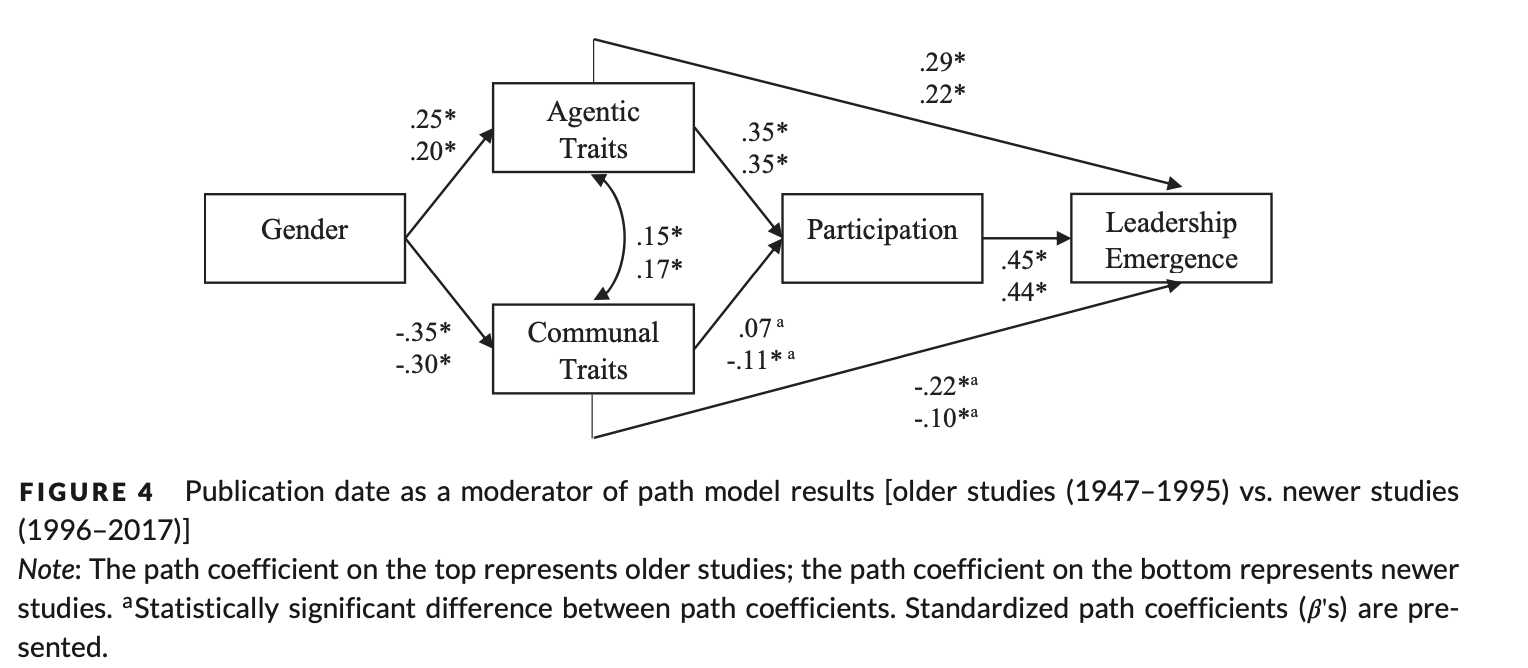 .29*
.22*
Agentic
Traits
.25*
.20*
.35*
.35*
Gender
.15*
.17*
Participation
Leadership
Emergence
.45*
.44*
-.35*
-.30*
Communal
Traits
.07 a
-.11* a
-.22*a
-.10*a
FIGURE 4 Publication date as a moderator of path model results [older studies (1947–1995) vs. newer studies
(1996–2017)]
Note: The path coefficient on the top represents older studies; the path coefficient on the bottom represents newer
studies. aStatistically significant difference between path coefficients. Standardized path coefficients (β's) are pre-
sented.